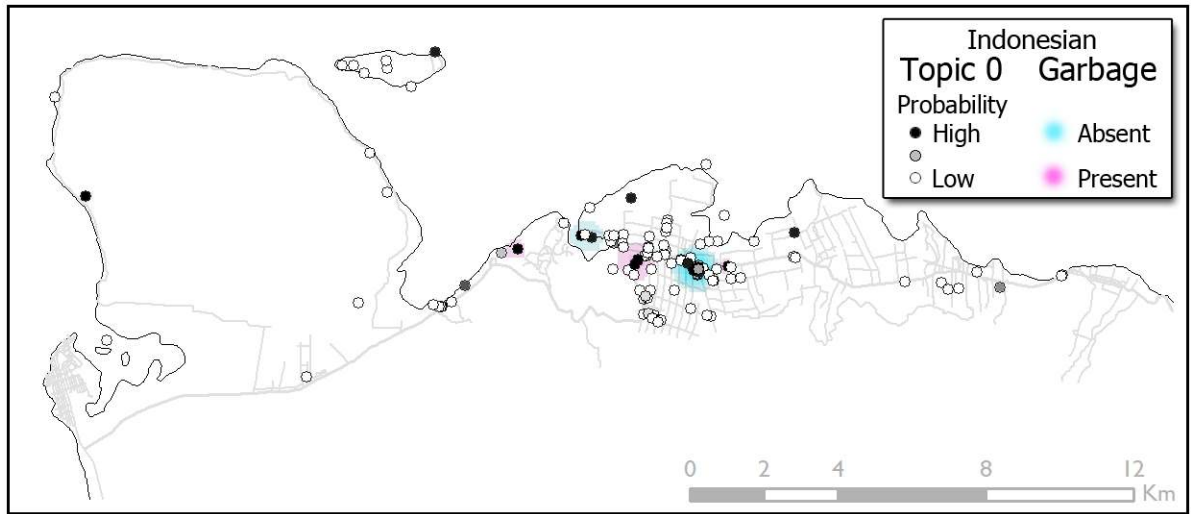 Indonesian
Topic 0 Garbage
Probability
High Absent
Low Present
0 2 4 8 12
Km